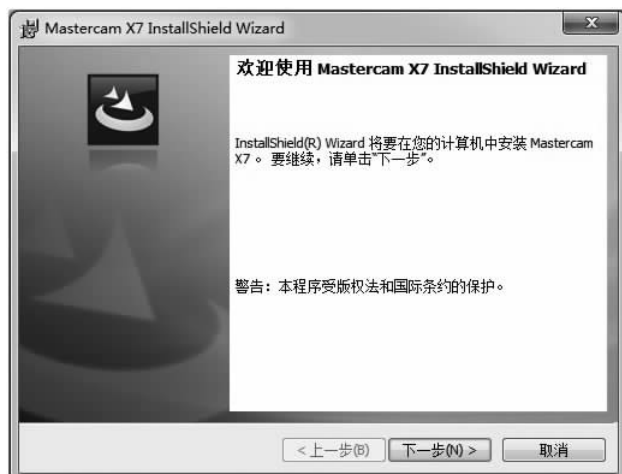 Mastercam X7 InstallShield Wizard
欢迎使用 Mastercam X7 InstallShield Wizard
InstallShield(R) Wizard 将要在您的计算机中安装 Mastercam
X7。要继续，请单击“下一步”。
警告：本程序受版权法和国际条约的保护。
<上一步(B) 下一步(N) > 取消